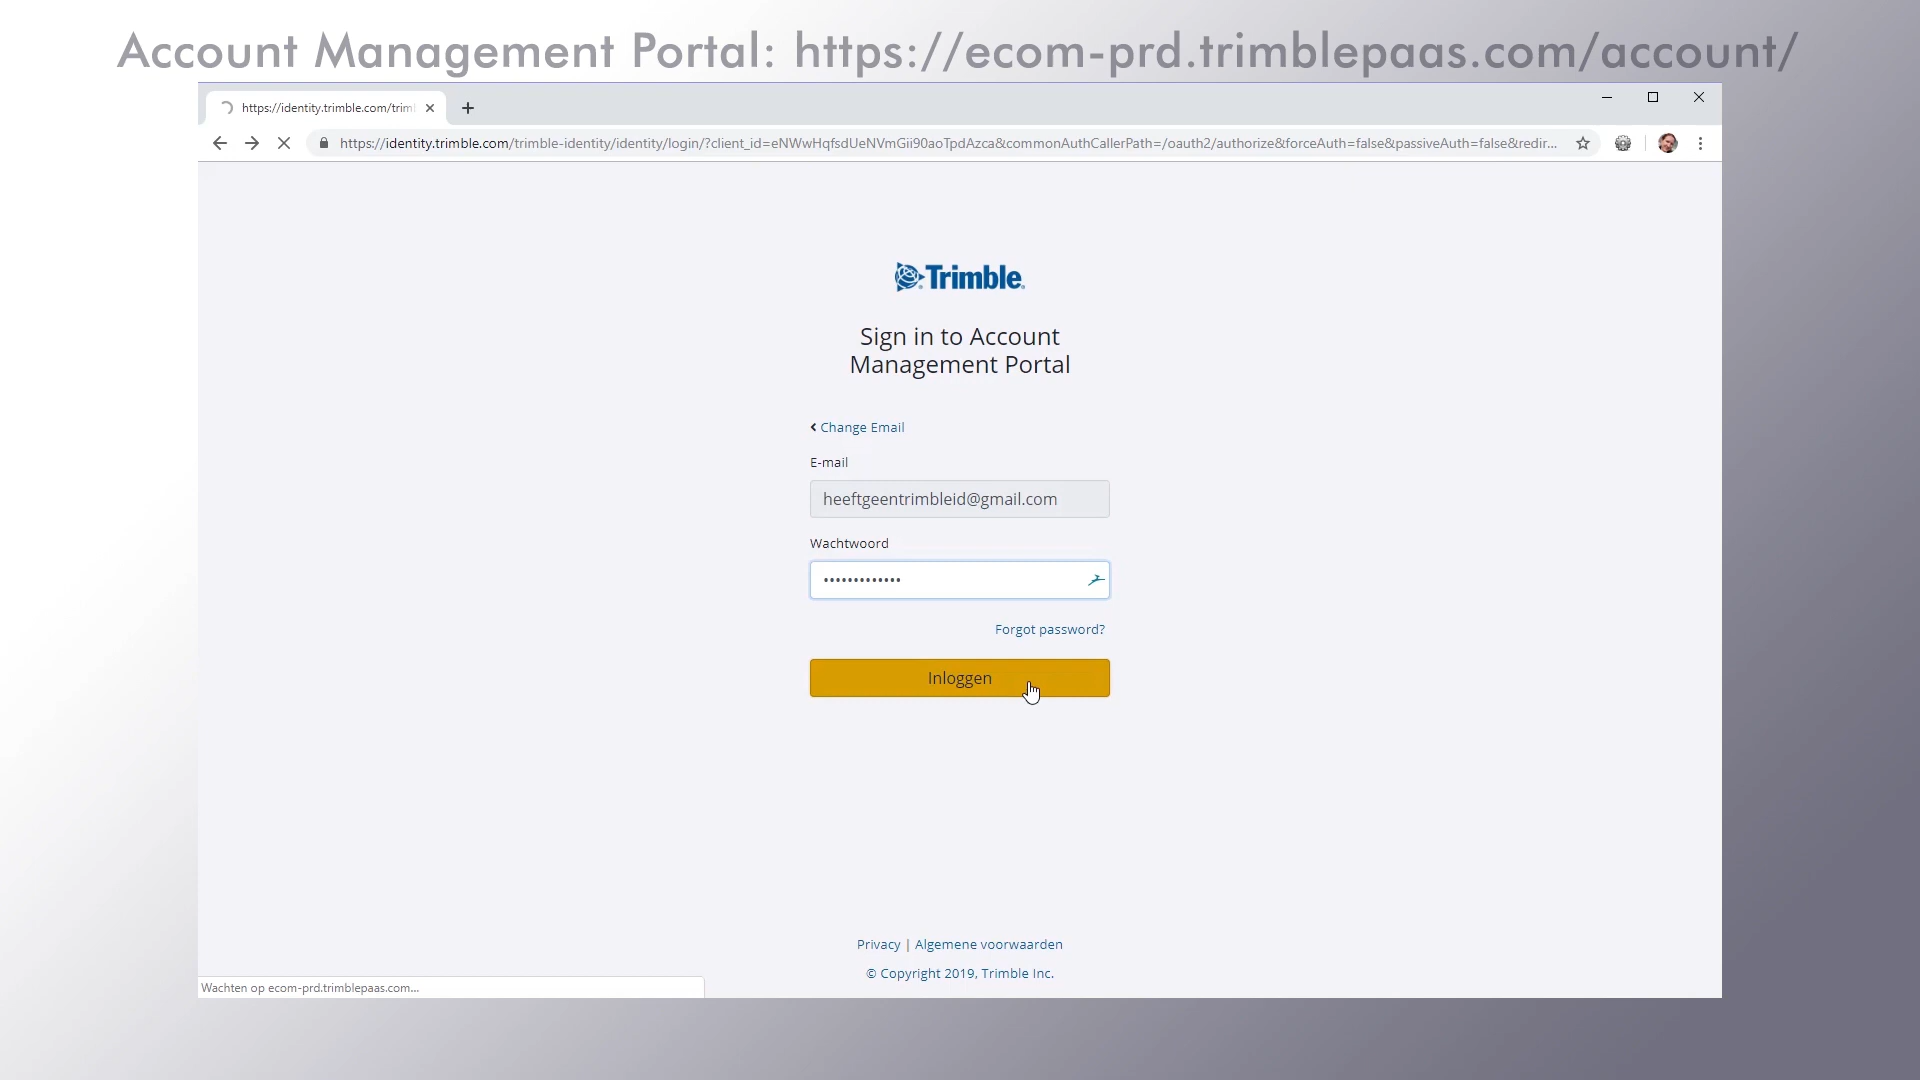 Account Management Portal: https://ecom-prd.trimblepaas.com/account/
https://identity.trimble.com/trim
https://identity.trimble.com/trimble-identity/identity/login/?client_id=eNWwHqfsdUeNVmGii90aoTpdAzca&commonAuthCallerPath=/oauth2/authorize&forceAuth=false&passiveAuth=false&redir...
Trimble.
Sign in to Account
Management Portal
Change Email
E-mail
heeftgeentrimbleid@gmail.com
Wachtwoord
•••••••••••••
Forgot password?
Inloggen
Privacy | Algemene voorwaarden
© Copyright 2019, Trimble Inc.
Wachten op ecom-prd.trimblepaas.com...